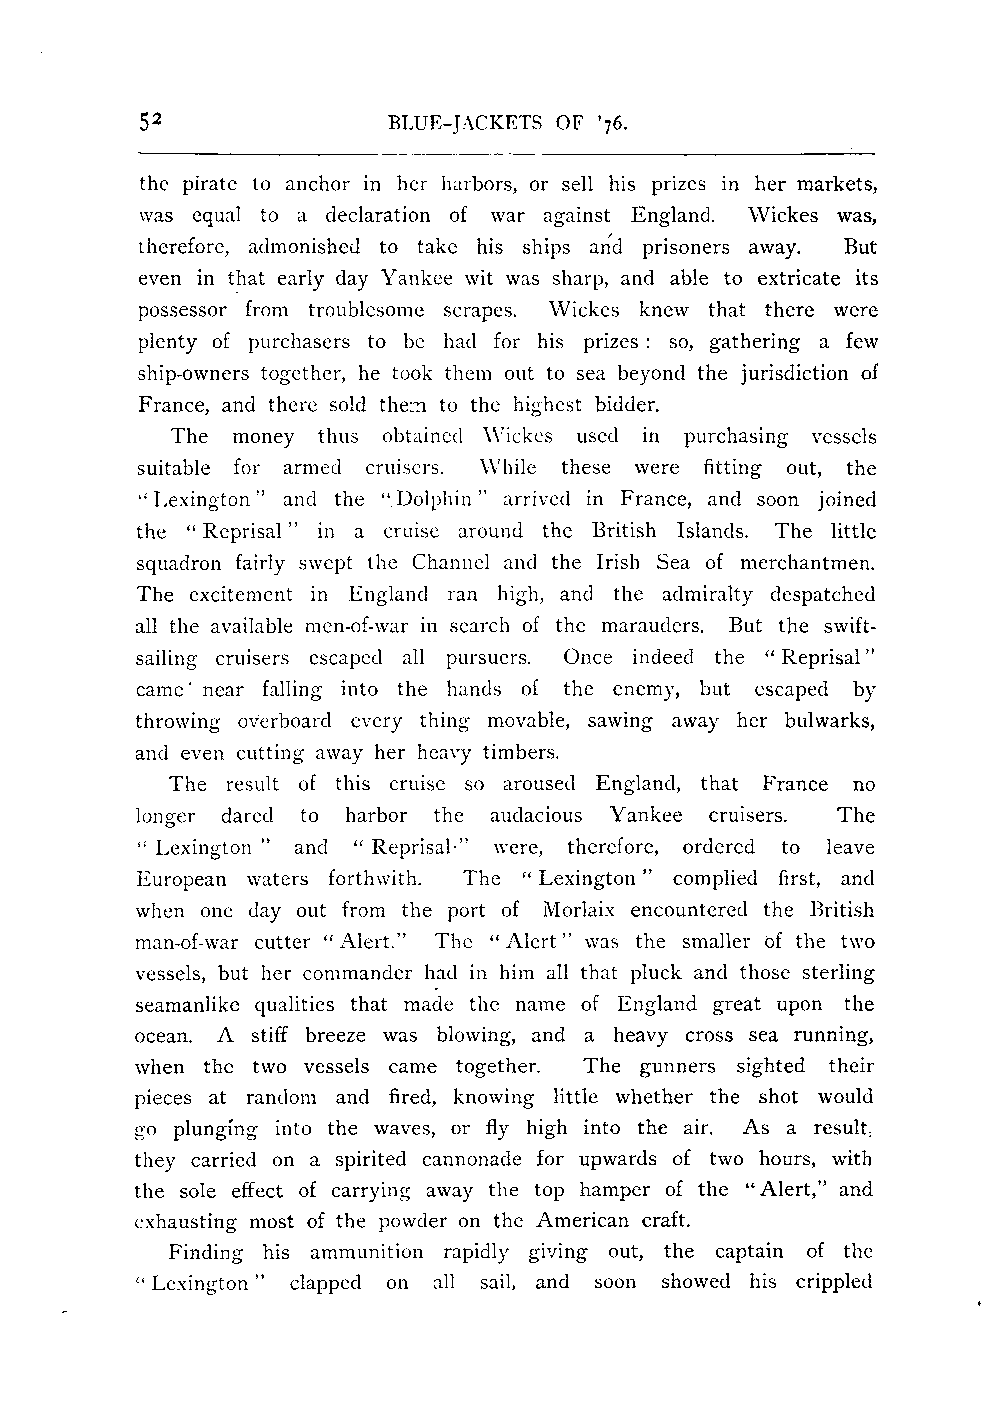 52 BLUE-JACKETS OF '76.
the pirate to anchor in her harbors, or sell his prizes in her markets,
was equal to a declaration of war against England. Wickes was,
therefore, admonished to take his ships and prisoners away. But
even in that early day Yankee wit was sharp, and able to extricate its
possessor from troublesome scrapes. Wickes knew that there were
plenty of purchasers to be had for his prizes: so, gathering a few
ship-owners together, he took them out to sea beyond the jurisdiction of
France, and there sold them to the highest bidder.
The money thus obtained Wickes used in purchasing vessels
suitable for armed cruisers. While these were fitting out, the
"Lexington" and the "Dolphin" arrived in France, and soon joined
the "Reprisal" in a cruise around the British Islands. The little
squadron fairly swept the Channel and the Irish Sea of merchantmen.
The excitement in England ran high, and the admiralty despatched
all the available men-of-war in search of the marauders. But the swift-
sailing cruisers escaped all pursuers. Once indeed the "Reprisal"
came near falling into the hands of the enemy, but escaped by
throwing overboard every thing movable, sawing away her bulwarks,
and even cutting away her heavy timbers.
The result of this cruise so aroused England, that France no
longer dared to harbor the audacious Yankee cruisers. The
"Lexington" and "Reprisal" were, therefore, ordered to leave
European waters forthwith. The "Lexington" complied first, and
when one day out from the port of Morlaix encountered the British
man-of-war cutter "Alert." The "Alert" was the smaller of the two
vessels, but her commander had in him all that pluck and those sterling
seamanlike qualities that made the name of England great upon the
ocean. A stiff breeze was blowing, and a heavy cross sea running,
when the two vessels came together. The gunners sighted their
pieces at random and fired, knowing little whether the shot would
go plunging into the waves, or fly high into the air. As a result,
they carried on a spirited cannonade for upwards of two hours, with
the sole effect of carrying away the top hamper of the "Alert," and
exhausting most of the powder on the American craft.
Finding his ammunition rapidly giving out, the captain of the
"Lexington" clapped on all sail, and soon showed his crippled